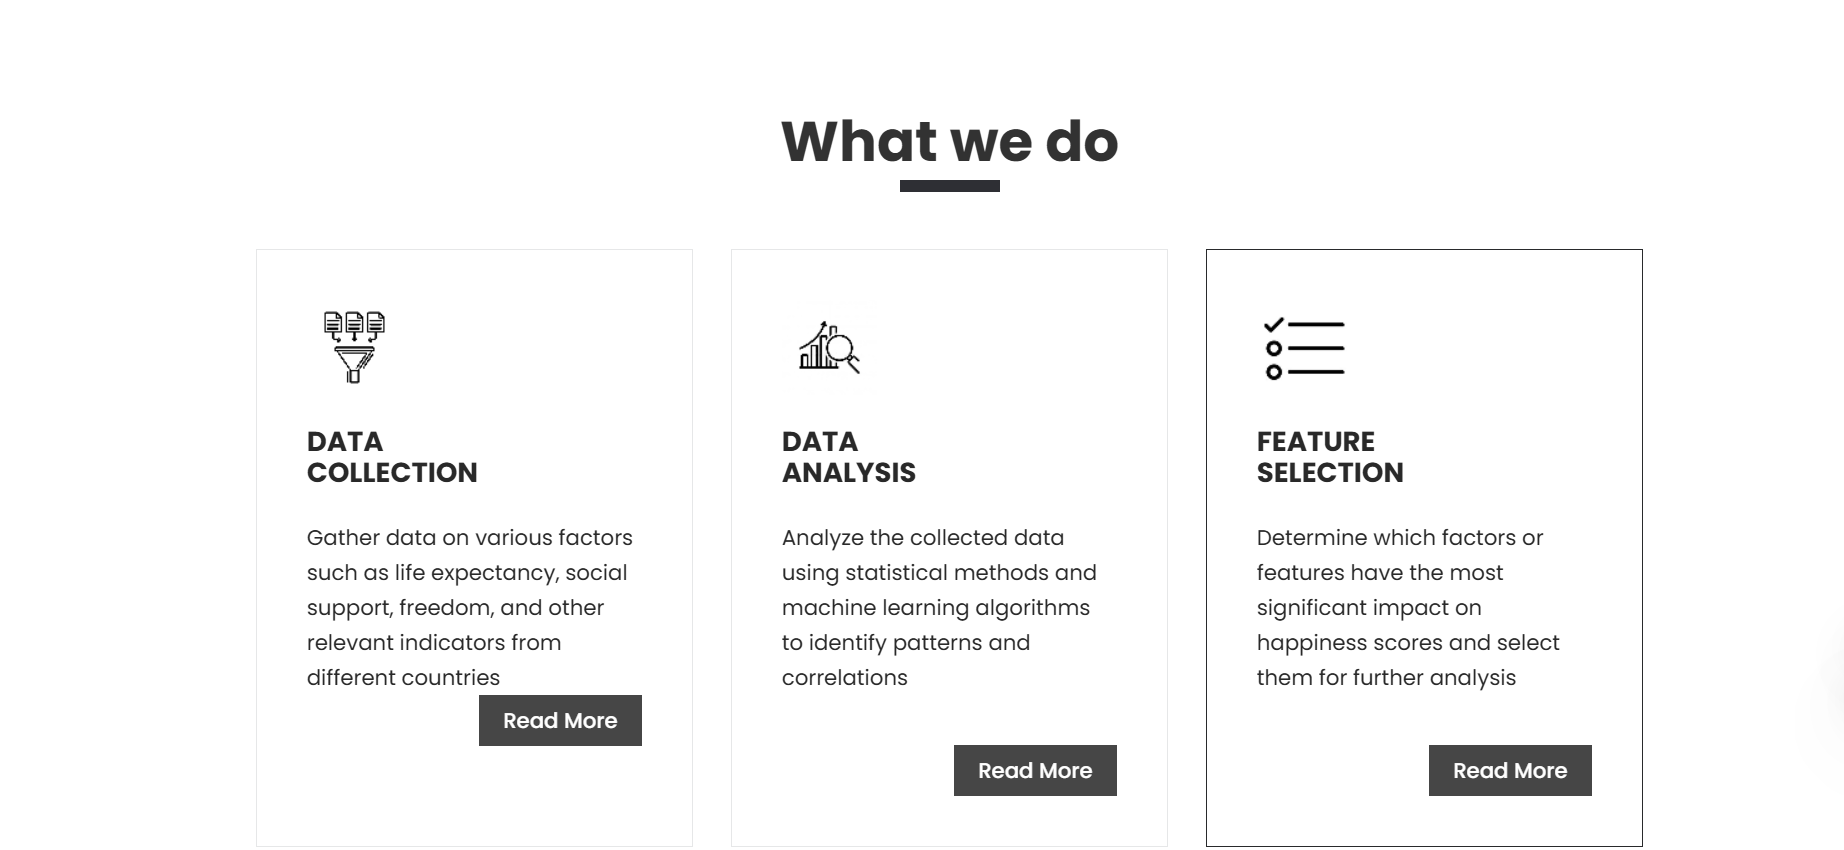 What we do
DATA
COLLECTION
Gather data on various factors
such as life expectancy, social
support, freedom, and other
relevant indicators from
different countries
Read More
DATA
ANALYSIS
Analyze the collected data
using statistical methods and
machine learning algorithms
to identify patterns and
correlations
Read More
FEATURE
SELECTION
Determine which factors or
features have the most
significant impact on
happiness scores and select
them for further analysis
Read More